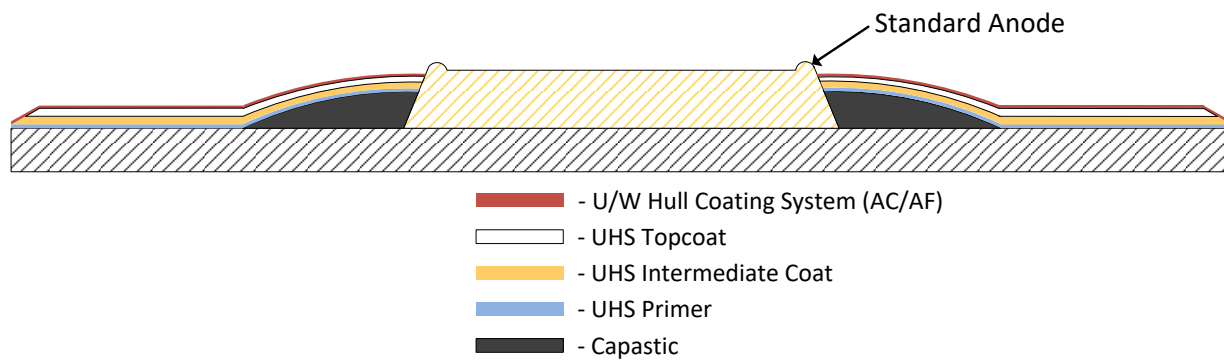 Standard Anode
- U/W Hull Coating System (AC/AF)
- UHS Topcoat
- UHS Intermediate Coat
- UHS Primer
- Capastic